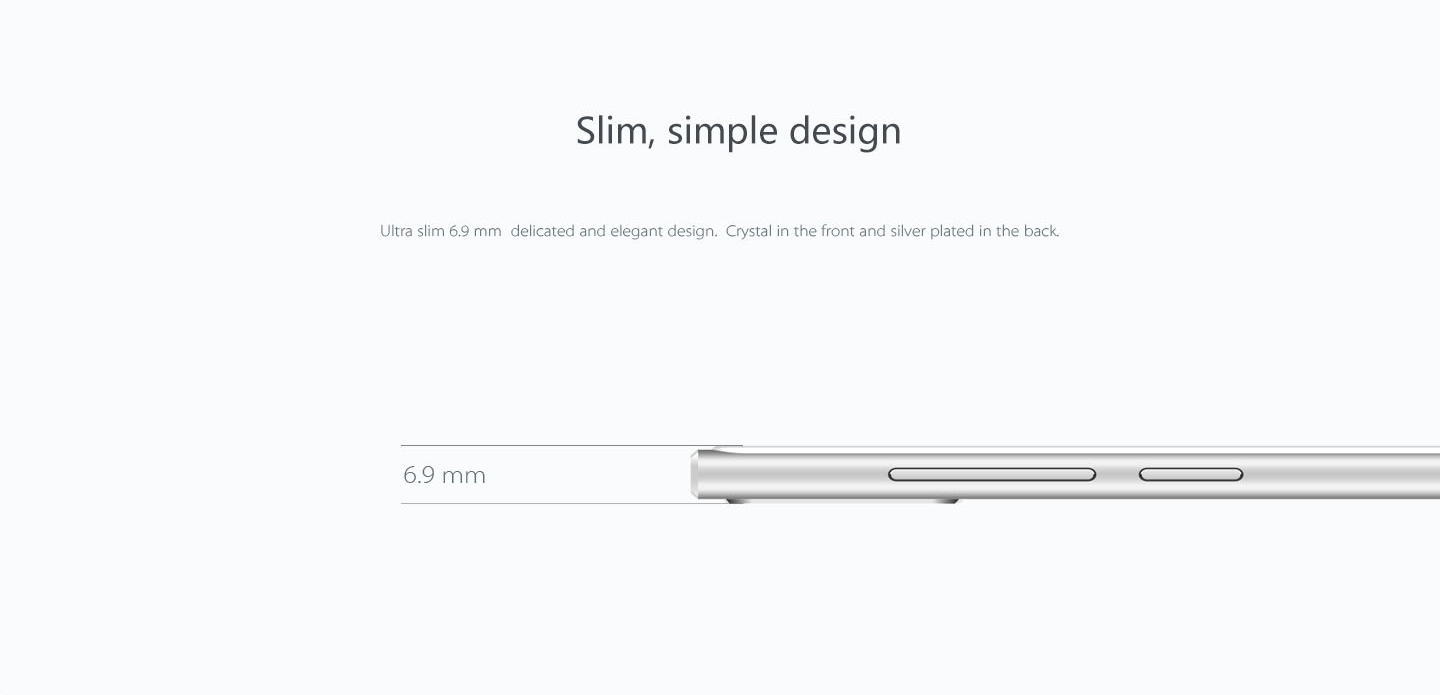 Slim, simple design
Ultra slim 6.9 mm  delicated and elegant design.  Crystal in the front and silver plated in the back.
6.9 mm